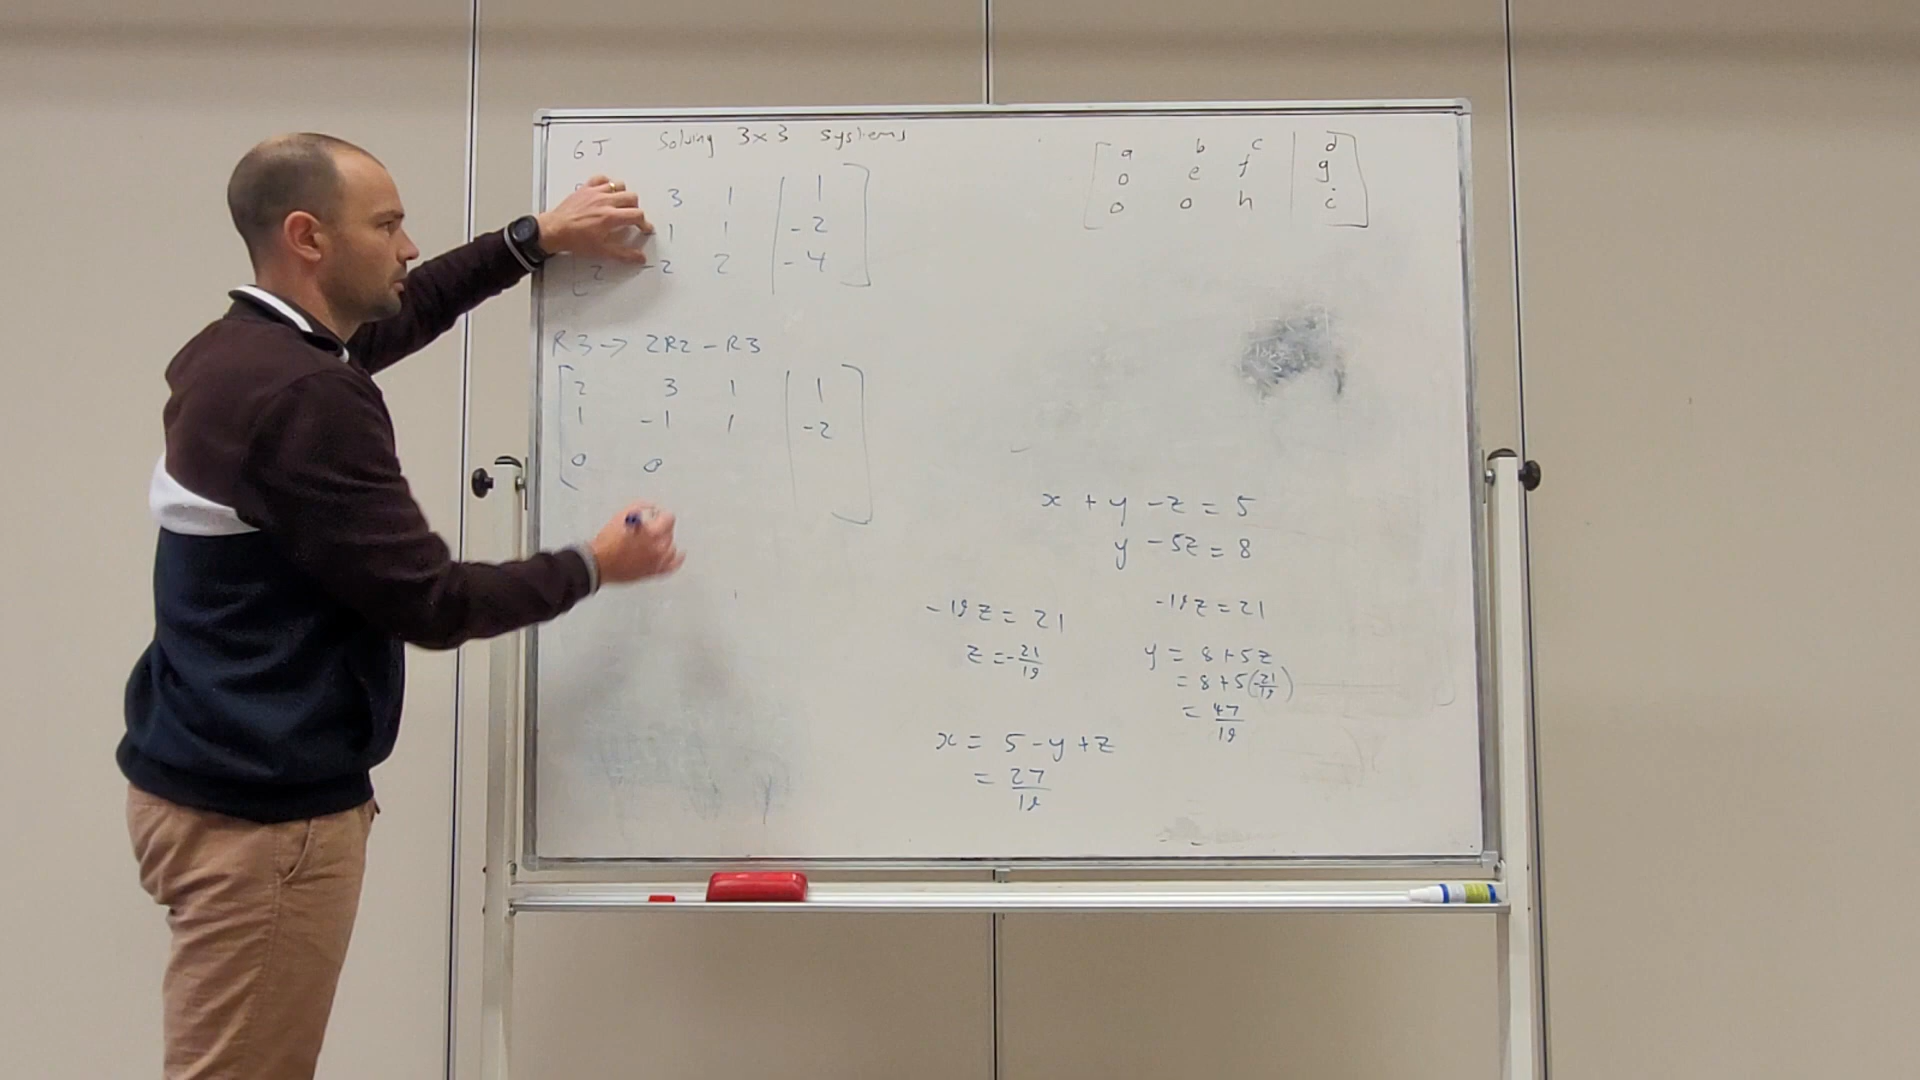 6J Solving 3x3 systems
3 1 | 1
-1 1 | -2
2 -2 2 | -4
R3 → 2R2 - R3
2 3 1 | 1
1 -1 1 | -2
0 0
a b c | d
0 e f | g
0 0 h | i
x + y - z = 5
y - 5z = 8
-19z = 21
z = -21/19
-19z = 21
y = 8 + 5z
= 8 + 5(-21/19)
= 47/19
x = 5 - y + z
= 27/19